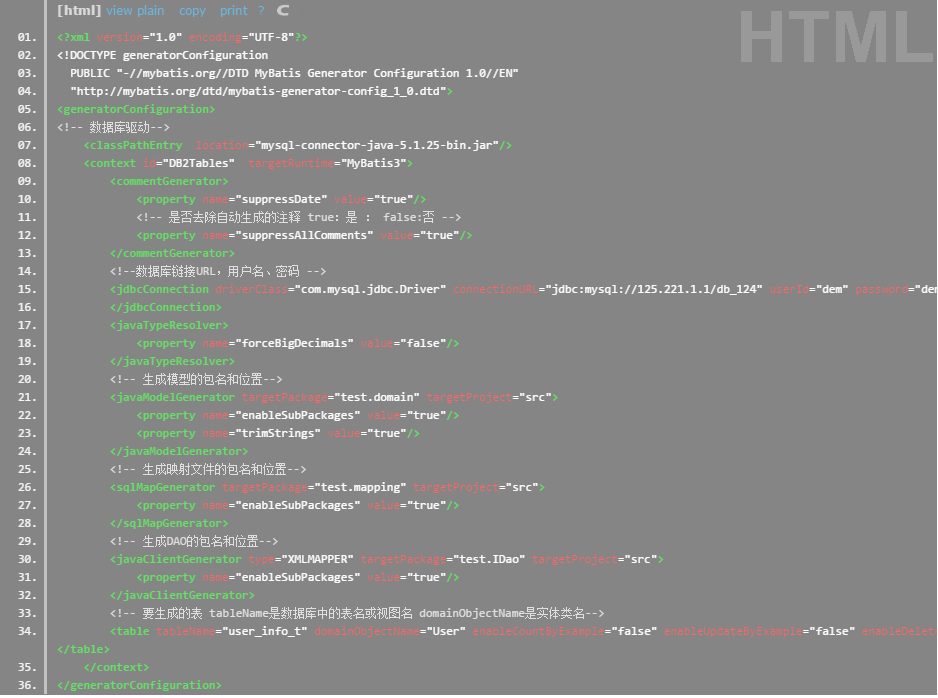 [html] view plain copy print ? C
HTML
01. <?xml version="1.0" encoding="UTF-8"?>
02. <!DOCTYPE generatorConfiguration
03. PUBLIC "-//mybatis.org//DTD MyBatis Generator Configuration 1.0//EN"
04. "http://mybatis.org/dtd/mybatis-generator-config_1_0.dtd">
05. <generatorConfiguration>
06. <!-- 数据库驱动-->
07. <classPathEntry location="mysql-connector-java-5.1.25-bin.jar"/>
08. <context id="DB2Tables" targetRuntime="MyBatis3">
09. <commentGenerator>
10. <property name="suppressDate" value="true"/>
11. <!-- 是否去除自动生成的注释 true：是 ： false:否 -->
12. <property name="suppressAllComments" value="true"/>
13. </commentGenerator>
14. <!--数据库链接URL，用户名、密码 -->
15. <jdbcConnection driverClass="com.mysql.jdbc.Driver" connectionURL="jdbc:mysql://125.221.1.1/db_124" userId="dem" password="den
16. </jdbcConnection>
17. <javaTypeResolver>
18. <property name="forceBigDecimals" value="false"/>
19. </javaTypeResolver>
20. <!-- 生成模型的包名和位置-->
21. <javaModelGenerator targetPackage="test.domain" targetProject="src">
22. <property name="enableSubPackages" value="true"/>
23. <property name="trimStrings" value="true"/>
24. </javaModelGenerator>
25. <!-- 生成映射文件的包名和位置-->
26. <sqlMapGenerator targetPackage="test.mapping" targetProject="src">
27. <property name="enableSubPackages" value="true"/>
28. </sqlMapGenerator>
29. <!-- 生成DAO的包名和位置-->
30. <javaClientGenerator type="XMLMAPPER" targetPackage="test.IDao" targetProject="src">
31. <property name="enableSubPackages" value="true"/>
32. </javaClientGenerator>
33. <!-- 要生成的表 tableName是数据库中的表名或视图名 domainObjectName是实体类名-->
34. <table tableName="user_info_t" domainObjectName="User" enableCountByExample="false" enableUpdateByExample="false" enableDelete
</table>
35. </context>
36. </generatorConfiguration>